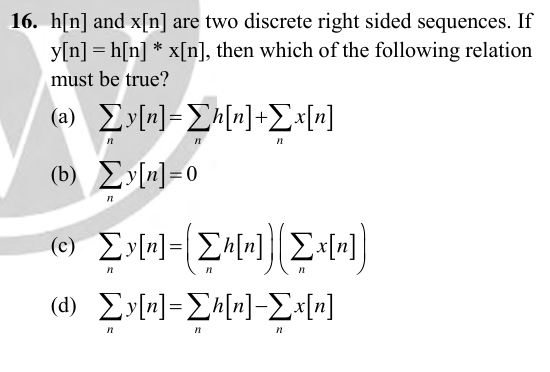 16. h[n] and x[n] are two discrete right sided sequences. If
y[n] = h[n] * x[n], then which of the following relation
must be true?
(a) ∑ₙ y[n] = ∑ₙ h[n] + ∑ₙ x[n]
(b) ∑ₙ y[n] = 0
(c) ∑ₙ y[n] = (∑ₙ h[n]) (∑ₙ x[n])
(d) ∑ₙ y[n] = ∑ₙ h[n] − ∑ₙ x[n]